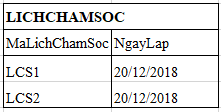 LICHCHAMSOC
MaLichChamSoc NgayLap
LCS1 20/12/2018
LCS2 20/12/2018